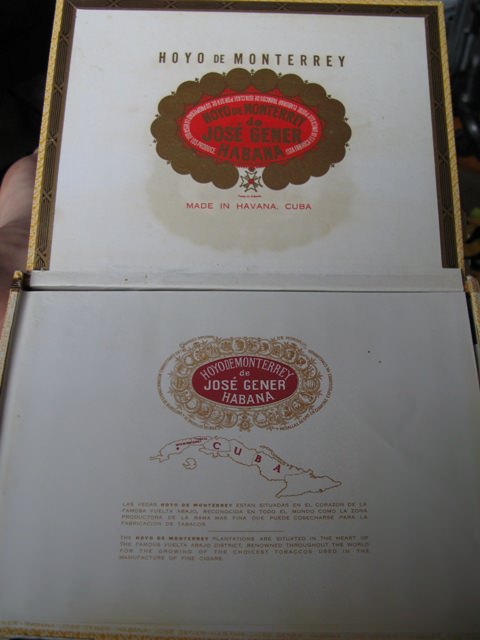 HOYO DE MONTERREY
HOYO DE MONTERREY
de
JOSÉ GENER
HABANA
MADE IN HAVANA, CUBA
HOYO DE MONTERREY
de
JOSÉ GENER
HABANA
CUBA
LAS VEGAS HOYO DE MONTERREY ESTAN SITUADAS EN EL CORAZON DE LA
FAMOSA VUELTA ABAJO, RECONOCIDA EN TODO EL MUNDO COMO LA ZONA
PRODUCTORA DE LA RAMA MAS FINA QUE PUEDE COSECHARSE PARA LA
FABRICACION DE TABACOS.
THE HOYO DE MONTERREY PLANTATIONS ARE SITUATED IN THE HEART OF
THE FAMOUS VUELTA ABAJO DISTRICT, RENOWNED THROUGHOUT THE WORLD
FOR THE GROWING OF THE CHOICEST TOBACCOS USED IN THE
MANUFACTURE OF FINE CIGARS.